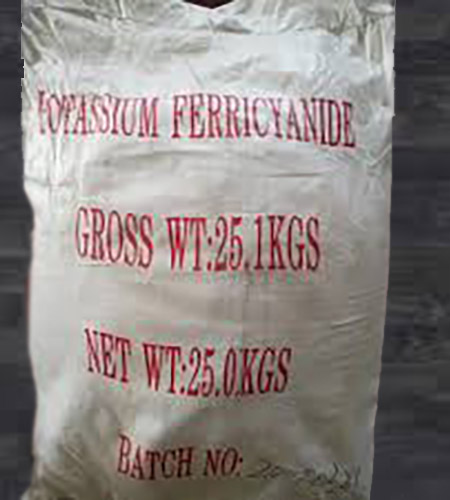 POTASSIUM FERRICYANIDE
GROSS WT:25.1KGS
NET WT:25.0KGS
BATCH NO: